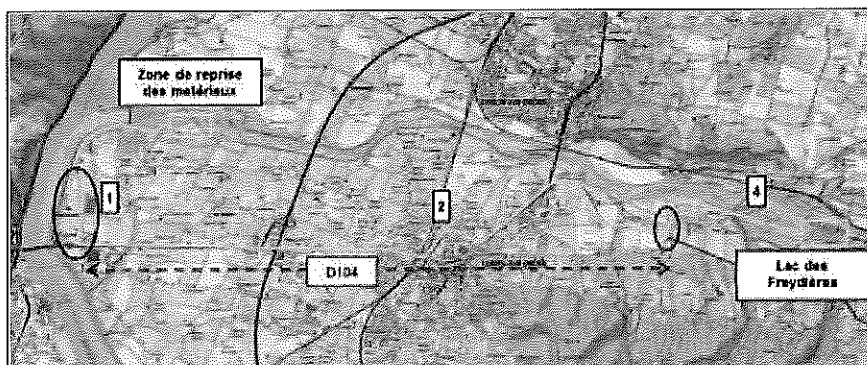 Zone de reprise
des matériaux
1
2
4
D104
Lac des
Freydières